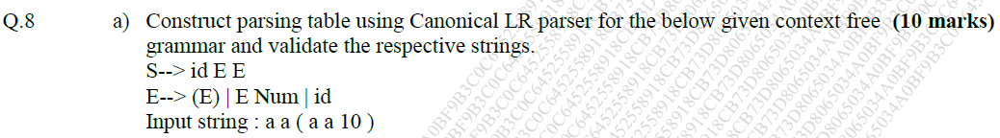 Q.8 a) Construct parsing table using Canonical LR parser for the below given context free (10 marks)
grammar and validate the respective strings.
S--> id E E
E--> (E) | E Num | id
Input string : a a ( a a 10 )